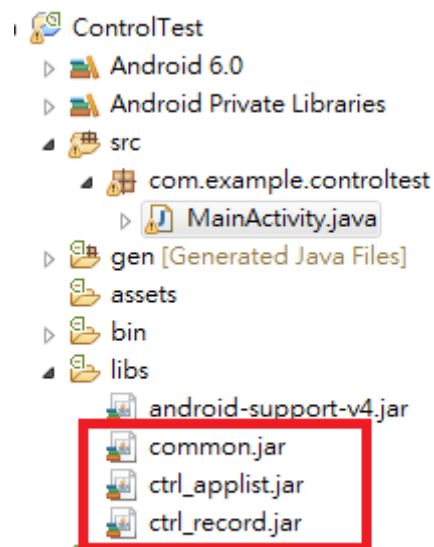 ControlTest
Android 6.0
Android Private Libraries
src
com.example.controltest
MainActivity.java
gen [Generated Java Files]
assets
bin
libs
android-support-v4.jar
common.jar
ctrl_applist.jar
ctrl_record.jar